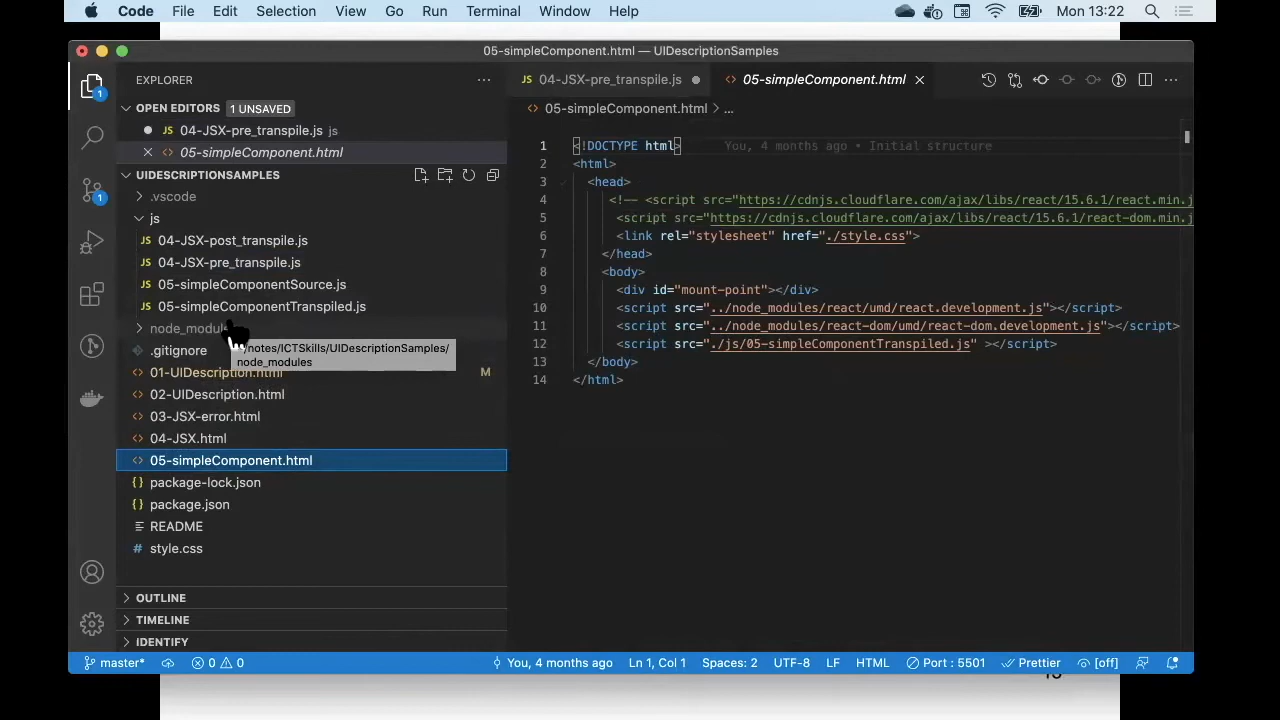 Code File Edit Selection View Go Run Terminal Window Help Mon 13:22
05-simpleComponent.html — UIDescriptionSamples
EXPLORER
OPEN EDITORS 1 UNSAVED
04-JSX-pre_transpile.js js
05-simpleComponent.html
UIDESCRIPTIONSAMPLES
.vscode
js
04-JSX-post_transpile.js
04-JSX-pre_transpile.js
05-simpleComponentSource.js
05-simpleComponentTranspiled.js
.gitignore
/notes/ICTSkills/UIDescriptionSamples/
node_modules
01-UIDescription.html M
02-UIDescription.html
03-JSX-error.html
04-JSX.html
05-simpleComponent.html
package-lock.json
package.json
README
style.css
OUTLINE
TIMELINE
IDENTIFY
04-JSX-pre_transpile.js
05-simpleComponent.html
05-simpleComponent.html > ...
1 <!DOCTYPE html> You, 4 months ago • Initial structure
2 <html>
3 <head>
4 <!-- <script src="https://cdnjs.cloudflare.com/ajax/libs/react/15.6.1/react.min.j
5 <script src="https://cdnjs.cloudflare.com/ajax/libs/react/15.6.1/react-dom.min.j
6 <link rel="stylesheet" href="./style.css">
7 </head>
8 <body>
9 <div id="mount-point"></div>
10 <script src="../node_modules/react/umd/react.development.js"></script>
11 <script src="../node_modules/react-dom/umd/react-dom.development.js"></script>
12 <script src="./js/05-simpleComponentTranspiled.js" ></script>
13 </body>
14 </html>
1
1
master* 0 0 You, 4 months ago Ln 1, Col 1 Spaces: 2 UTF-8 LF HTML Port : 5501 Prettier [off]